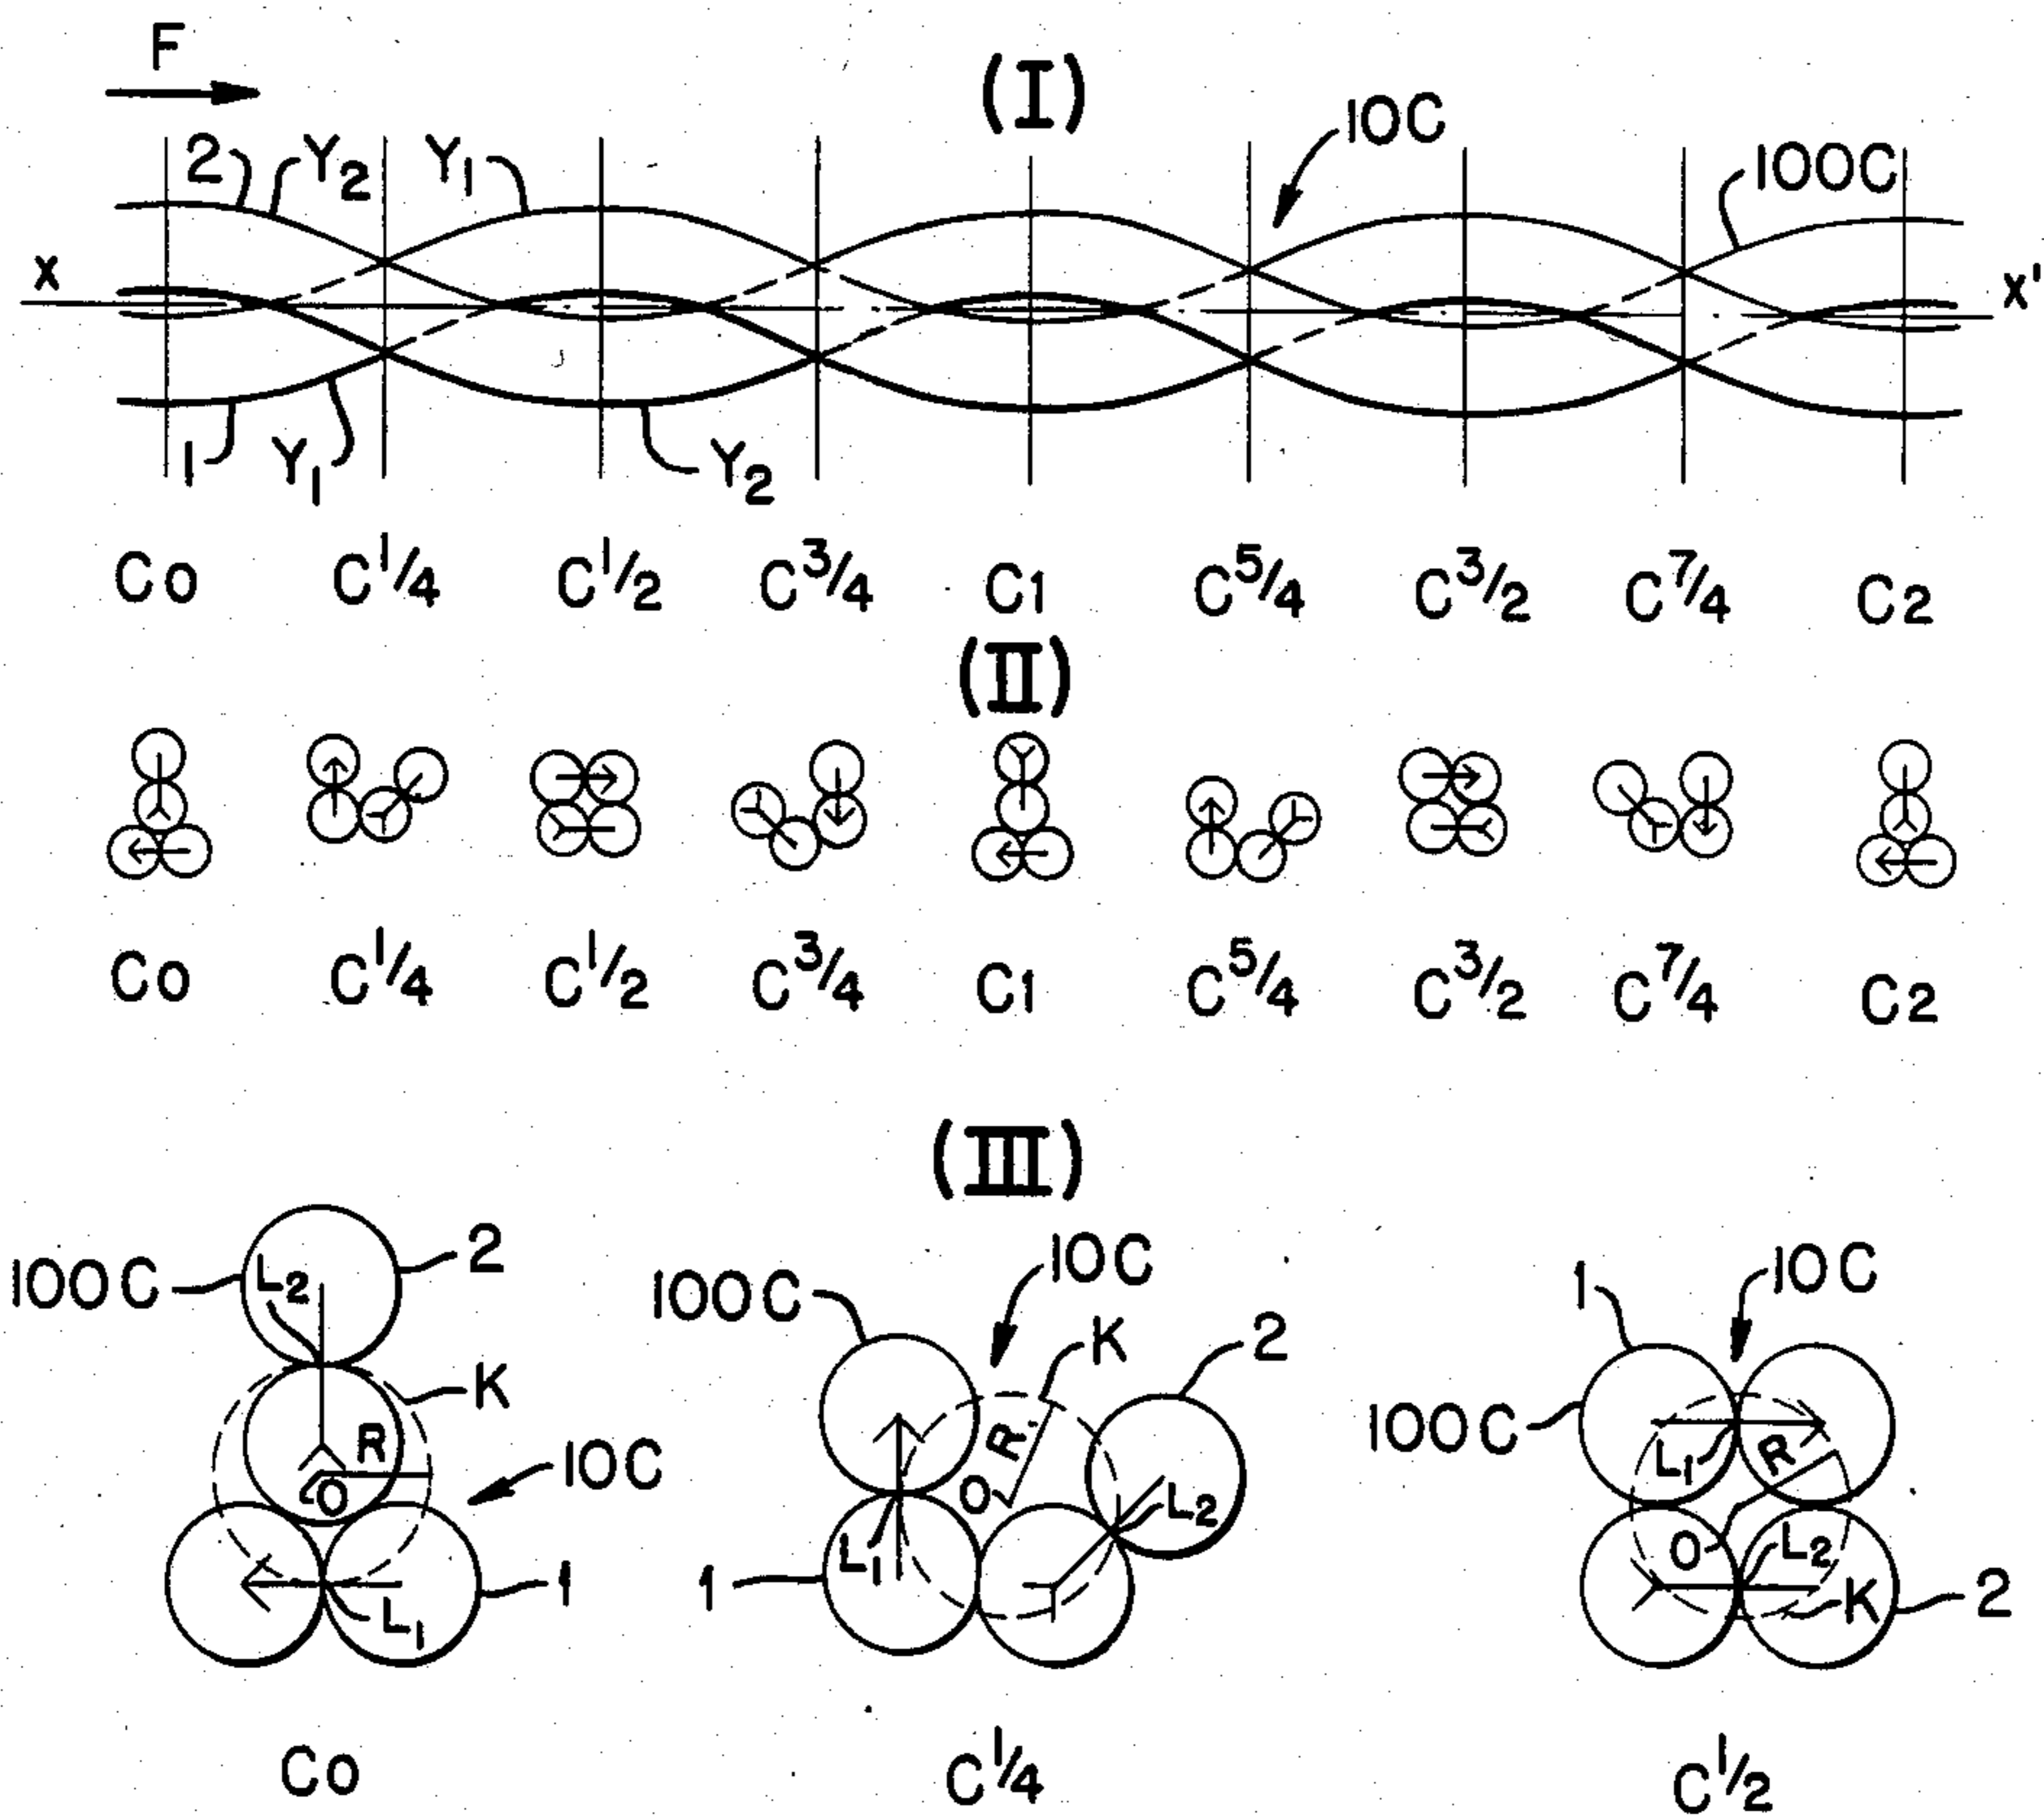 F
(I)
10C
2 Y2 Y1
100C
X X'
1 Y1 Y2
Co C1/4 C1/2 C3/4 C1 C5/4 C3/2 C7/4 C2
(II)
Co C1/4 C1/2 C3/4 C1 C5/4 C3/2 C7/4 C2
(III)
100C L2 2
K
R
O
10C
1
L1
100C 10C
K
2
R
O
L2
L1
1
1 10C
100C
L1 R
O L2
K
2
Co C1/4 C1/2